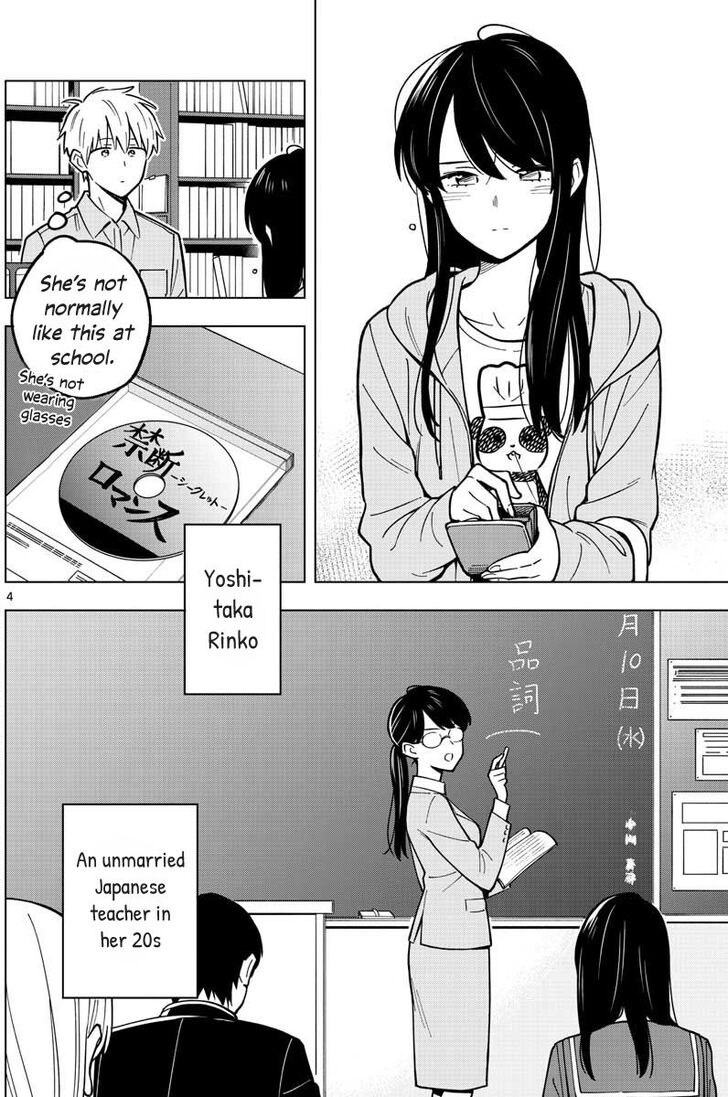 She's not
normally
like this at
school.
She's not
wearing
glasses
禁断
ーシークレットー
ロマンス
4
Yoshi-
taka
Rinko
品詞
月10日(水)
An unmarried
Japanese
teacher in
her 20s